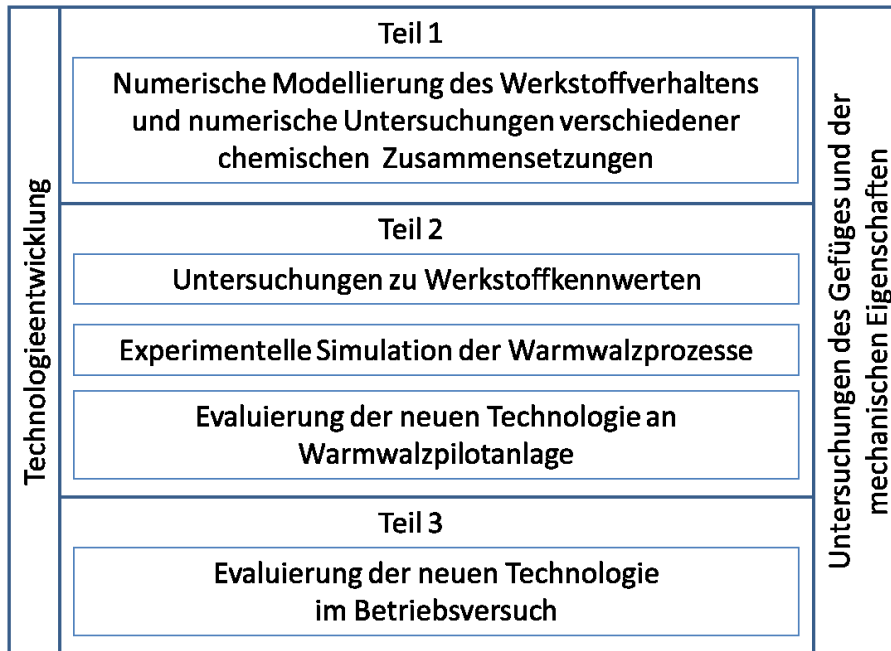 Technologieentwicklung
Teil 1
Numerische Modellierung des Werkstoffverhaltens
und numerische Untersuchungen verschiedener
chemischen Zusammensetzungen
Teil 2
Untersuchungen zu Werkstoffkennwerten
Experimentelle Simulation der Warmwalzprozesse
Evaluierung der neuen Technologie an
Warmwalzpilotanlage
Teil 3
Evaluierung der neuen Technologie
im Betriebsversuch
Untersuchungen des Gefüges und der
mechanischen Eigenschaften